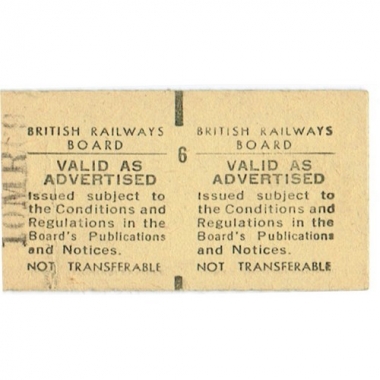 BRITISH RAILWAYS
BOARD
VALID AS
ADVERTISED
Issued subject to
the Conditions and
Regulations in the
Board's Publications
and Notices.
NOT TRANSFERABLE
6
BRITISH RAILWAYS
BOARD
VALID AS
ADVERTISED
Issued subject to
the Conditions and
Regulations in the
Board's Publications
and Notices.
NOT TRANSFERABLE